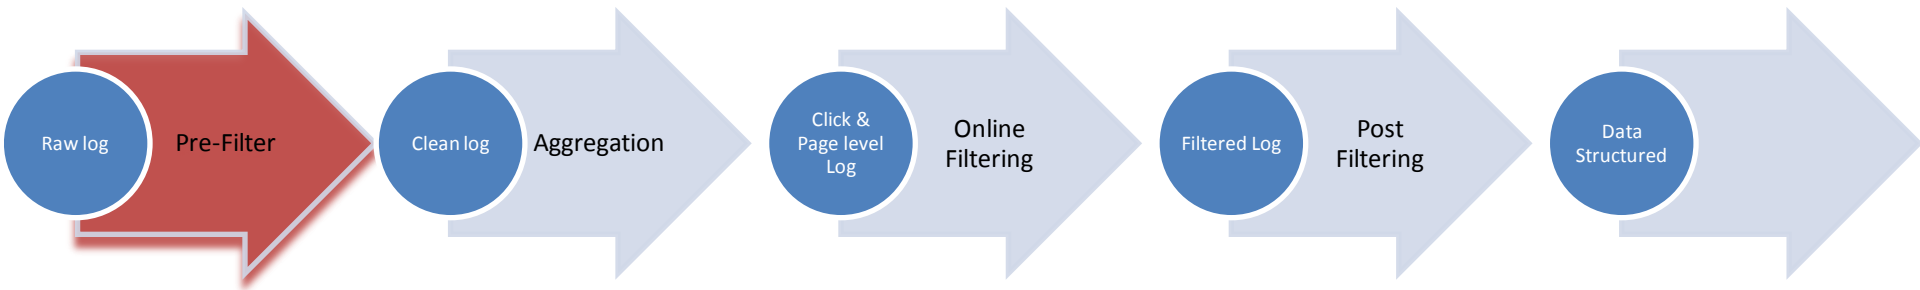 Raw log
Pre-Filter
Clean log
Aggregation
Click &
Page level
Log
Online
Filtering
Filtered Log
Post
Filtering
Data
Structured